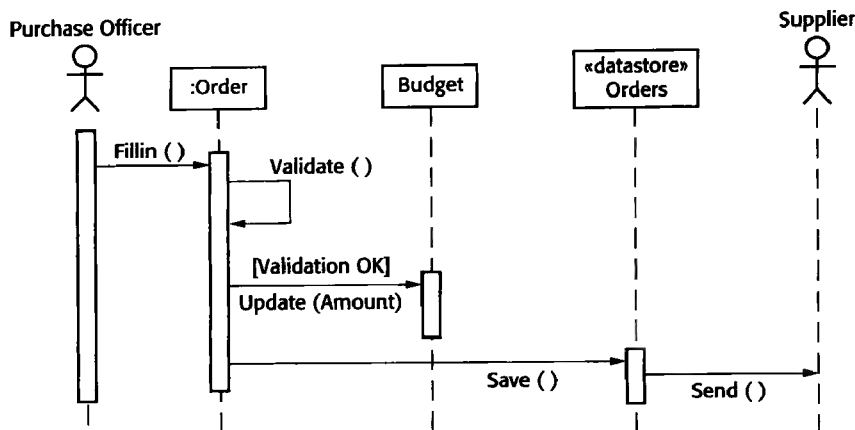 Supplier
Purchase Officer
:Order
Budget
«datastore»
Orders
Fillin ( )
Validate ( )
[Validation OK]
Update (Amount)
Save ( )
Send ( )